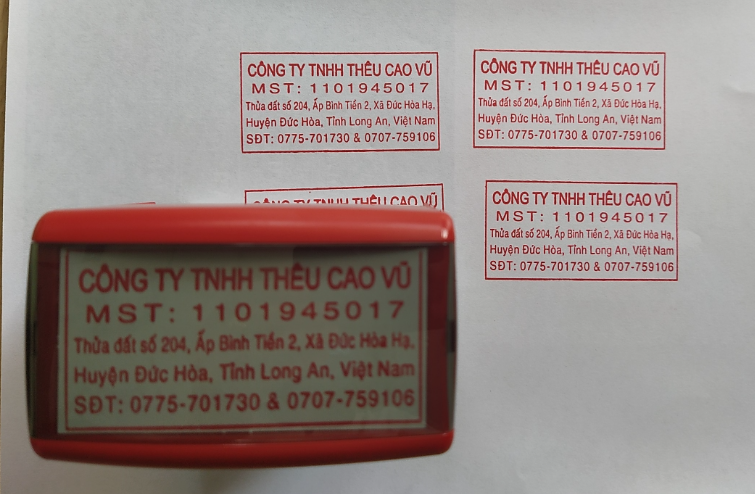 CÔNG TY TNHH THÊU CAO VŨ
MST: 1101945017
Thửa đất số 204, Ấp Bình Tiền 2, Xã Đức Hòa Hạ,
Huyện Đức Hòa, Tỉnh Long An, Việt Nam
SĐT: 0775-701730 & 0707-759106
CÔNG TY TNHH THÊU CAO VŨ
MST: 1101945017
Thửa đất số 204, Ấp Bình Tiền 2, Xã Đức Hòa Hạ,
Huyện Đức Hòa, Tỉnh Long An, Việt Nam
SĐT: 0775-701730 & 0707-759106
CÔNG TY TNHH THÊU CAO VŨ
CÔNG TY TNHH THÊU CAO VŨ
MST: 1101945017
Thửa đất số 204, Ấp Bình Tiền 2, Xã Đức Hòa Hạ,
Huyện Đức Hòa, Tỉnh Long An, Việt Nam
SĐT: 0775-701730 & 0707-759106
CÔNG TY TNHH THÊU CAO VŨ
MST: 1101945017
Thửa đất số 204, Ấp Bình Tiền 2, Xã Đức Hòa Hạ,
Huyện Đức Hòa, Tỉnh Long An, Việt Nam
SĐT: 0775-701730 & 0707-759106